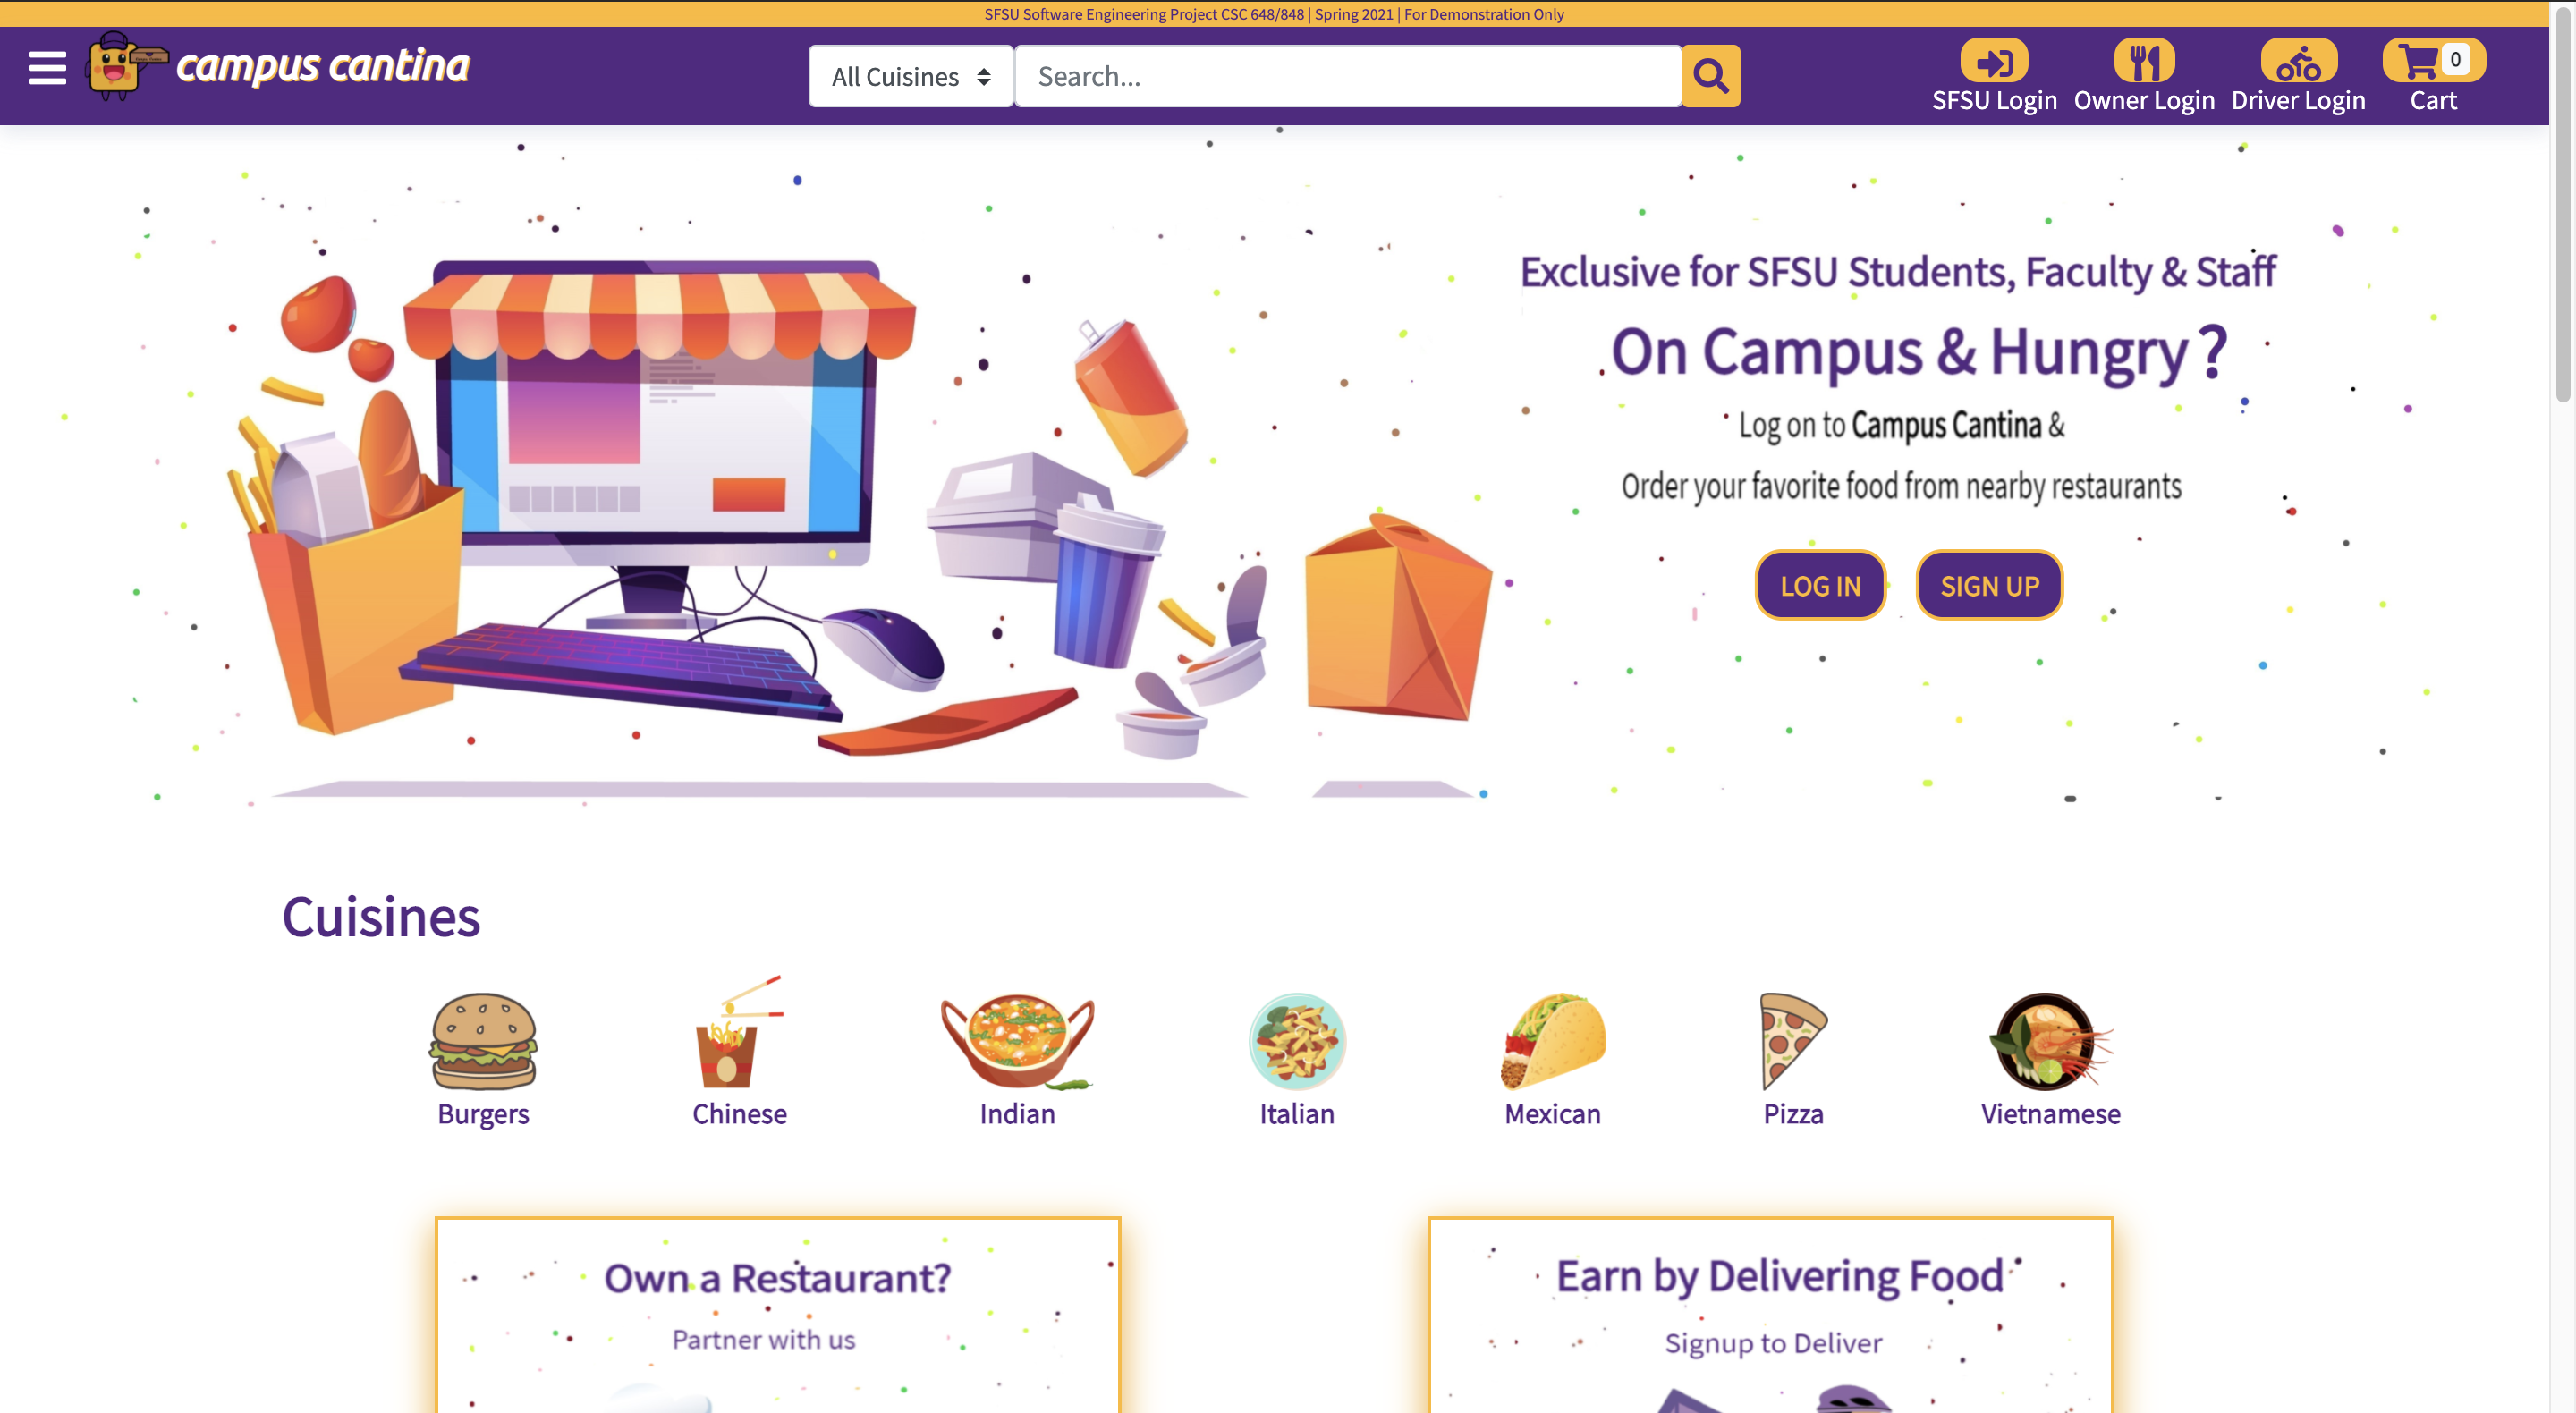 SFSU Software Engineering Project CSC 648/848 | Spring 2021 | For Demonstration Only
campus cantina
All Cuisines
Search...
SFSU Login
Owner Login
Driver Login
0
Cart
Exclusive for SFSU Students, Faculty & Staff
On Campus & Hungry?
Log on to Campus Cantina &
Order your favorite food from nearby restaurants
LOG IN
SIGN UP
Cuisines
Burgers
Chinese
Indian
Italian
Mexican
Pizza
Vietnamese
Own a Restaurant?
Partner with us
Earn by Delivering Food
Signup to Deliver